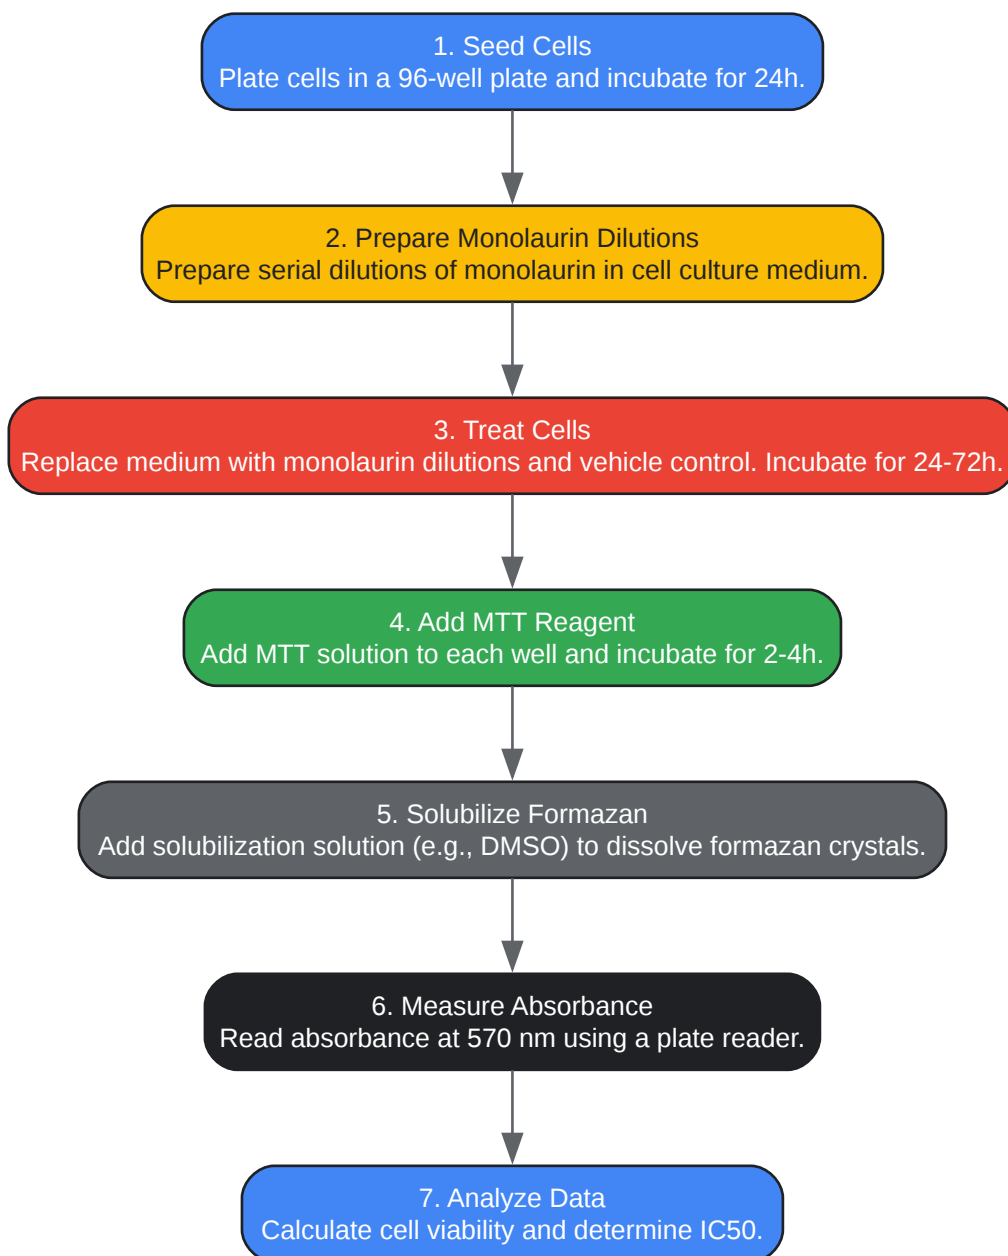 1. Seed Cells
Plate cells in a 96-well plate and incubate for 24h.
2. Prepare Monolaurin Dilutions
Prepare serial dilutions of monolaurin in cell culture medium.
3. Treat Cells
Replace medium with monolaurin dilutions and vehicle control. Incubate for 24-72h.
4. Add MTT Reagent
Add MTT solution to each well and incubate for 2-4h.
5. Solubilize Formazan
Add solubilization solution (e.g., DMSO) to dissolve formazan crystals.
6. Measure Absorbance
Read absorbance at 570 nm using a plate reader.
7. Analyze Data
Calculate cell viability and determine IC50.